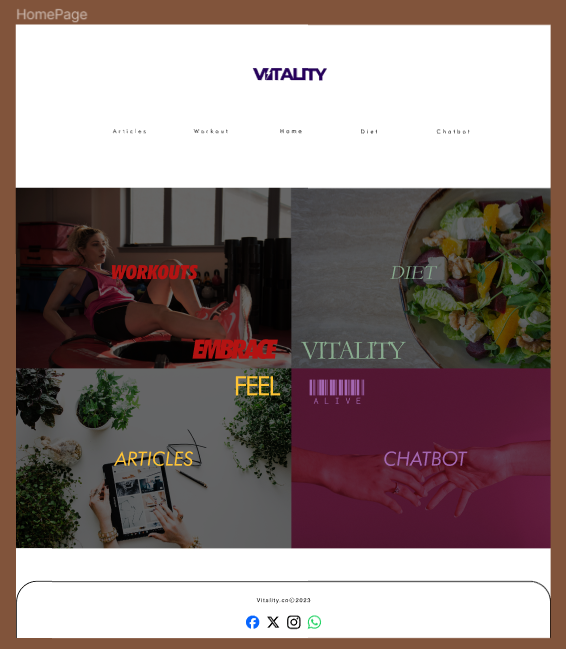 HomePage
VITALITY
Articles Workout Home Diet Chatbot
WORKOUTS
DIET
EMBRACE
VITALITY
FEEL
ALIVE
ARTICLES
CHATBOT
Vitality.co©2023